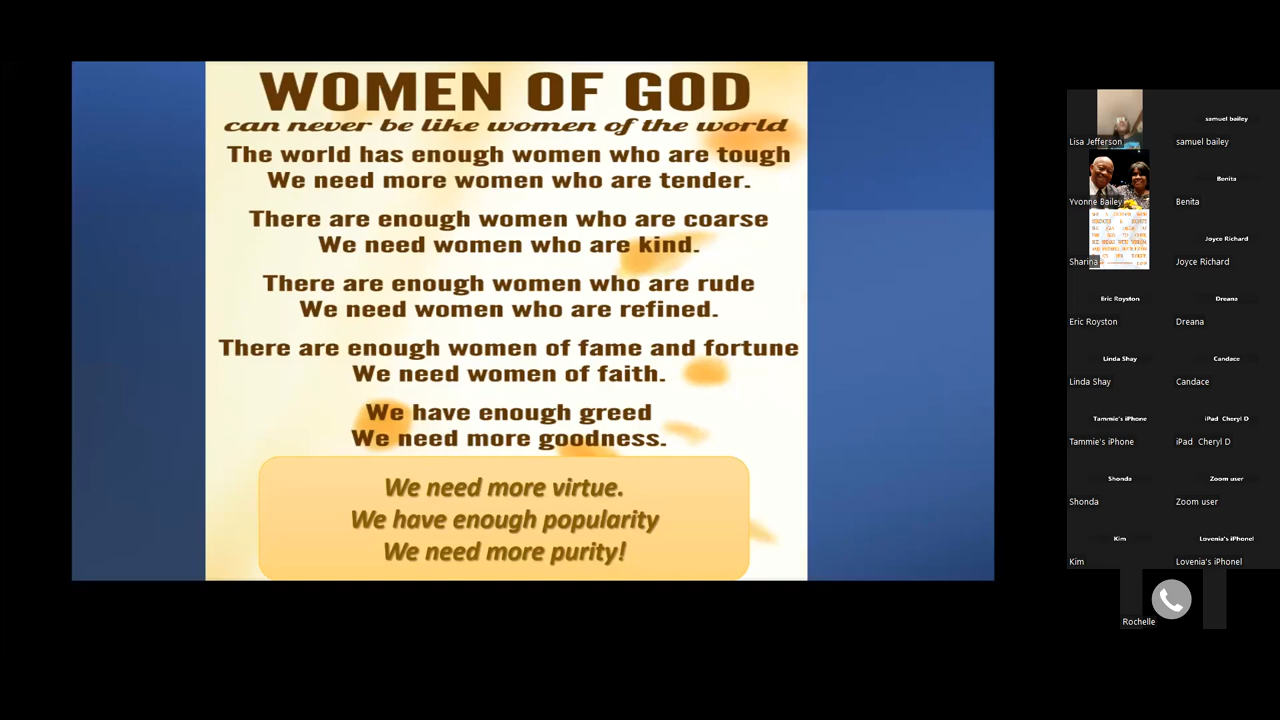 WOMEN OF GOD
can never be like women of the world
The world has enough women who are tough
We need more women who are tender.
There are enough women who are coarse
We need women who are kind.
There are enough women who are rude
We need women who are refined.
There are enough women of fame and fortune
We need women of faith.
We have enough greed
We need more goodness.
We need more virtue.
We have enough popularity
We need more purity!
Lisa Jefferson
samuel bailey
samuel bailey
Yvonne Bailey
Benita
Benita
Sharina
Joyce Richard
Joyce Richard
Eric Royston
Eric Royston
Dreana
Dreana
Linda Shay
Linda Shay
Candace
Candace
Tammie's iPhone
Tammie's iPhone
iPad Cheryl D
iPad Cheryl D
Shonda
Shonda
Zoom user
Zoom user
Kim
Kim
Lovenia's iPhonel
Lovenia's iPhonel
Rochelle